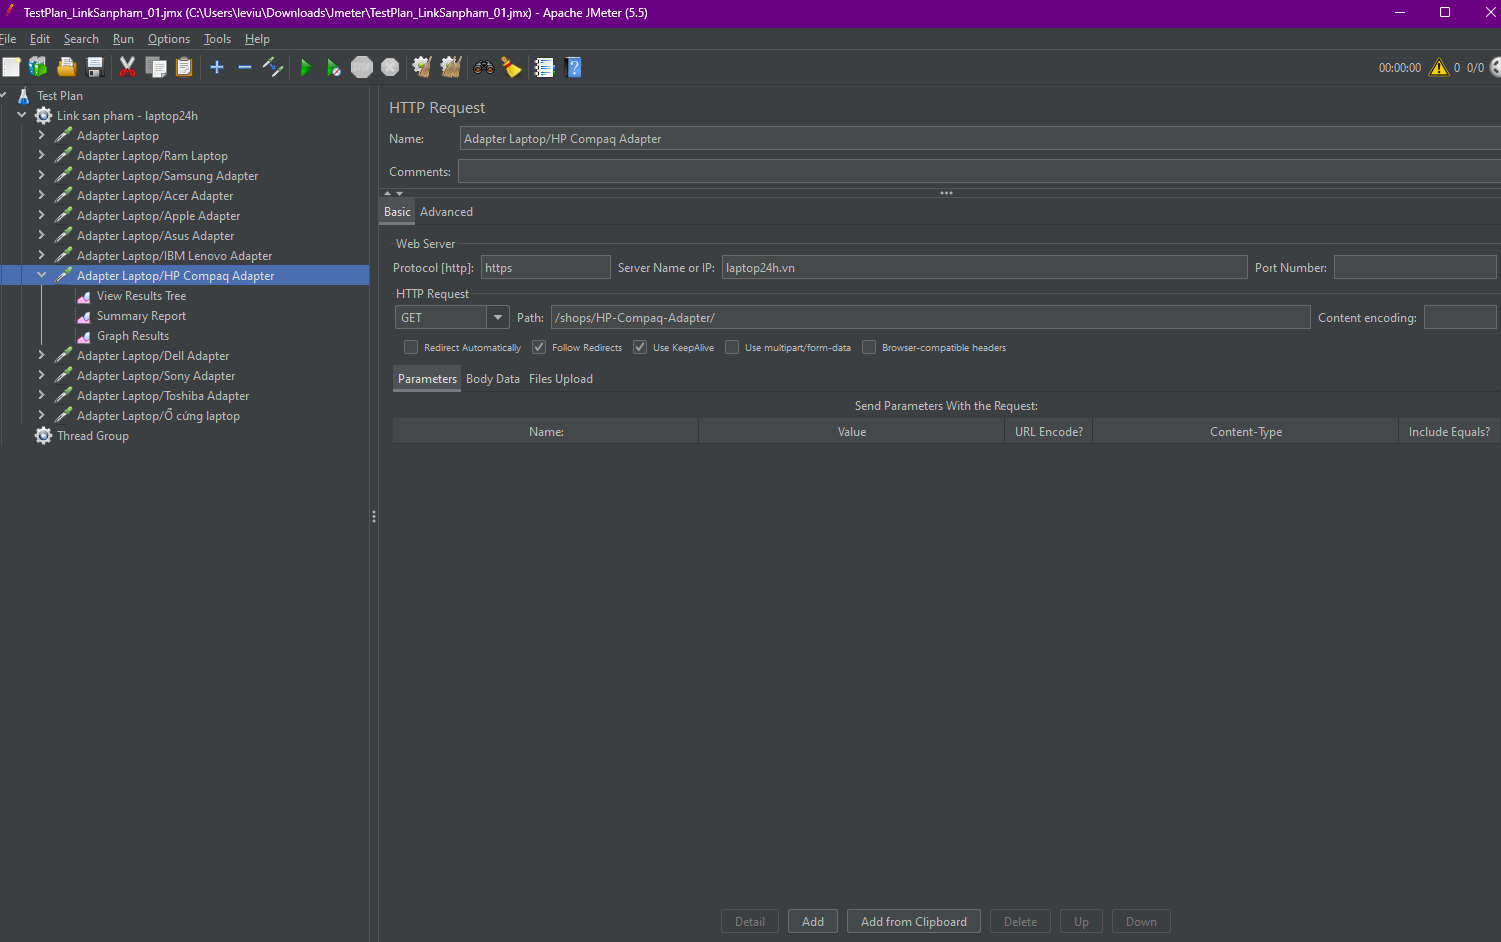 TestPlan_LinkSanpham_01.jmx (C:\Users\leviu\Downloads\Jmeter\TestPlan_LinkSanpham_01.jmx) - Apache JMeter (5.5)
File Edit Search Run Options Tools Help
STOP
00:00:00 0 0/0
Test Plan
Link san pham - laptop24h
Adapter Laptop
Adapter Laptop/Ram Laptop
Adapter Laptop/Samsung Adapter
Adapter Laptop/Acer Adapter
Adapter Laptop/Apple Adapter
Adapter Laptop/Asus Adapter
Adapter Laptop/IBM Lenovo Adapter
Adapter Laptop/HP Compaq Adapter
View Results Tree
Summary Report
Graph Results
Adapter Laptop/Dell Adapter
Adapter Laptop/Sony Adapter
Adapter Laptop/Toshiba Adapter
Adapter Laptop/Ổ cứng laptop
Thread Group
HTTP Request
Name: Adapter Laptop/HP Compaq Adapter
Comments:
Basic Advanced
Web Server
Protocol [http]: https Server Name or IP: laptop24h.vn Port Number:
HTTP Request
GET Path: /shops/HP-Compaq-Adapter/ Content encoding:
Redirect Automatically Follow Redirects Use KeepAlive Use multipart/form-data Browser-compatible headers
Parameters Body Data Files Upload
Send Parameters With the Request:
Name: Value URL Encode? Content-Type Include Equals?
Detail Add Add from Clipboard Delete Up Down